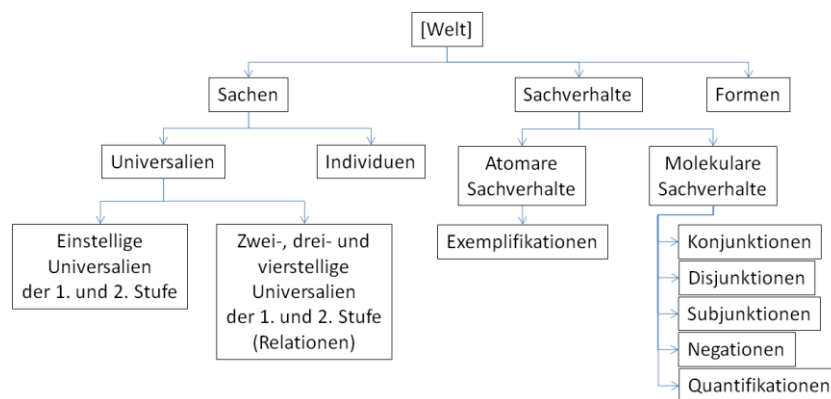 [Welt]
Sachen
Sachverhalte
Formen
Universalien
Individuen
Atomare
Sachverhalte
Molekulare
Sachverhalte
Einstellige
Universalien
der 1. und 2. Stufe
Zwei-, drei- und
vierstellige
Universalien
der 1. und 2. Stufe
(Relationen)
Exemplifikationen
Konjunktionen
Disjunktionen
Subjunktionen
Negationen
Quantifikationen